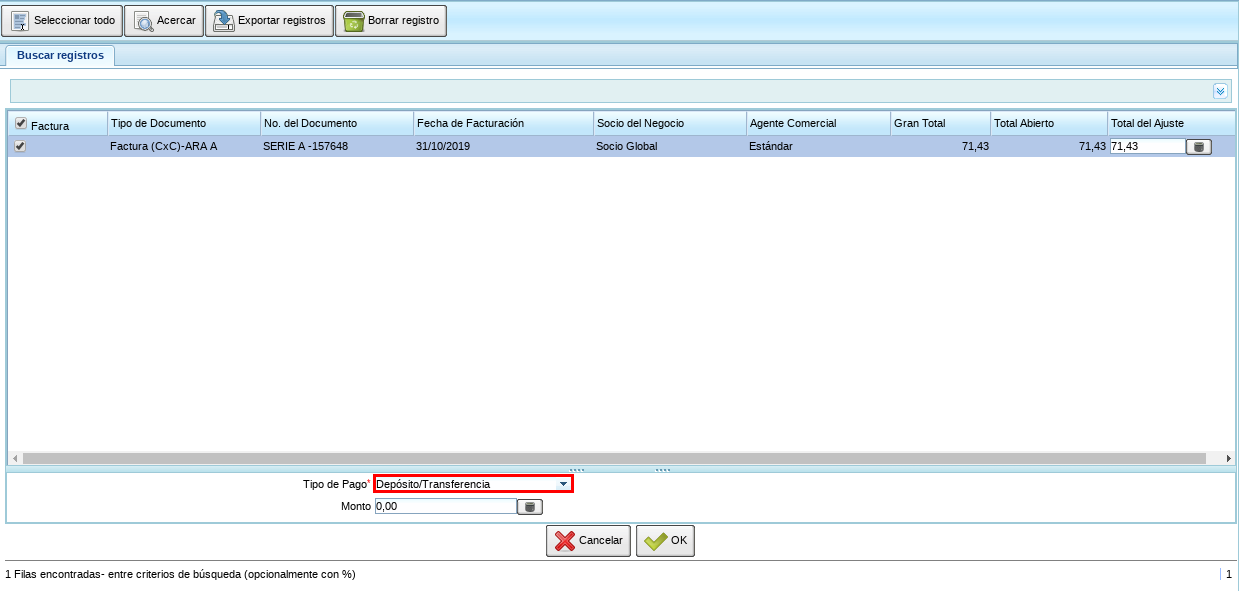 Seleccionar todo Acercar Exportar registros Borrar registro
Buscar registros
Factura Tipo de Documento No. del Documento Fecha de Facturación Socio del Negocio Agente Comercial Gran Total Total Abierto Total del Ajuste
Factura (CxC)-ARA A SERIE A -157648 31/10/2019 Socio Global Estándar 71,43 71,43 71,43
Tipo de Pago* Depósito/Transferencia
Monto 0,00
Cancelar OK
1 Filas encontradas- entre criterios de búsqueda (opcionalmente con %) 1